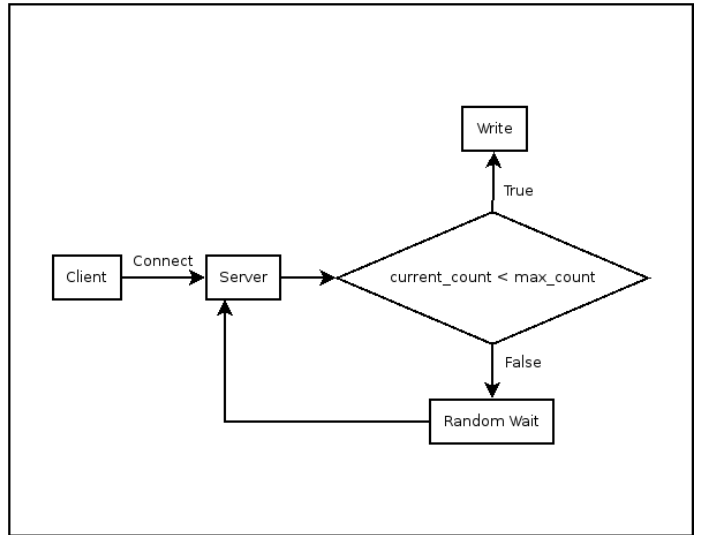 Write
True
Connect
Client
Server
current_count < max_count
False
Random Wait